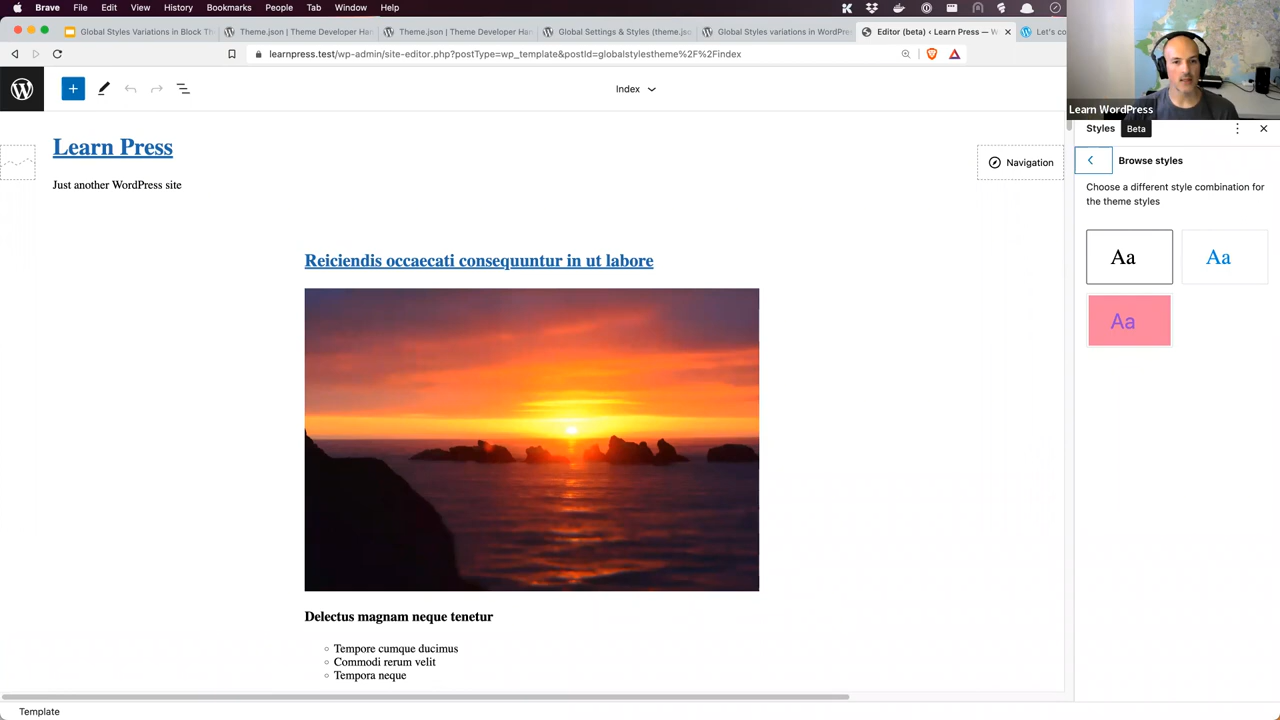 Brave File Edit View History Bookmarks People Tab Window Help
Global Styles Variations in Block Th
Theme.json | Theme Developer Han
Theme.json | Theme Developer Han
Global Settings & Styles (theme.jso
Global Styles variations in WordPre
Editor (beta) ‹ Learn Press — W
Let's co
learnpress.test/wp-admin/site-editor.php?postType=wp_template&postId=globalstylestheme%2F%2Findex
Index
Learn WordPress
Styles Beta
Browse styles
Choose a different style combination for
the theme styles
Aa Aa
Aa
Learn Press
Navigation
Just another WordPress site
Reiciendis occaecati consequuntur in ut labore
Delectus magnam neque tenetur
Tempore cumque ducimus
Commodi rerum velit
Tempora neque
Template